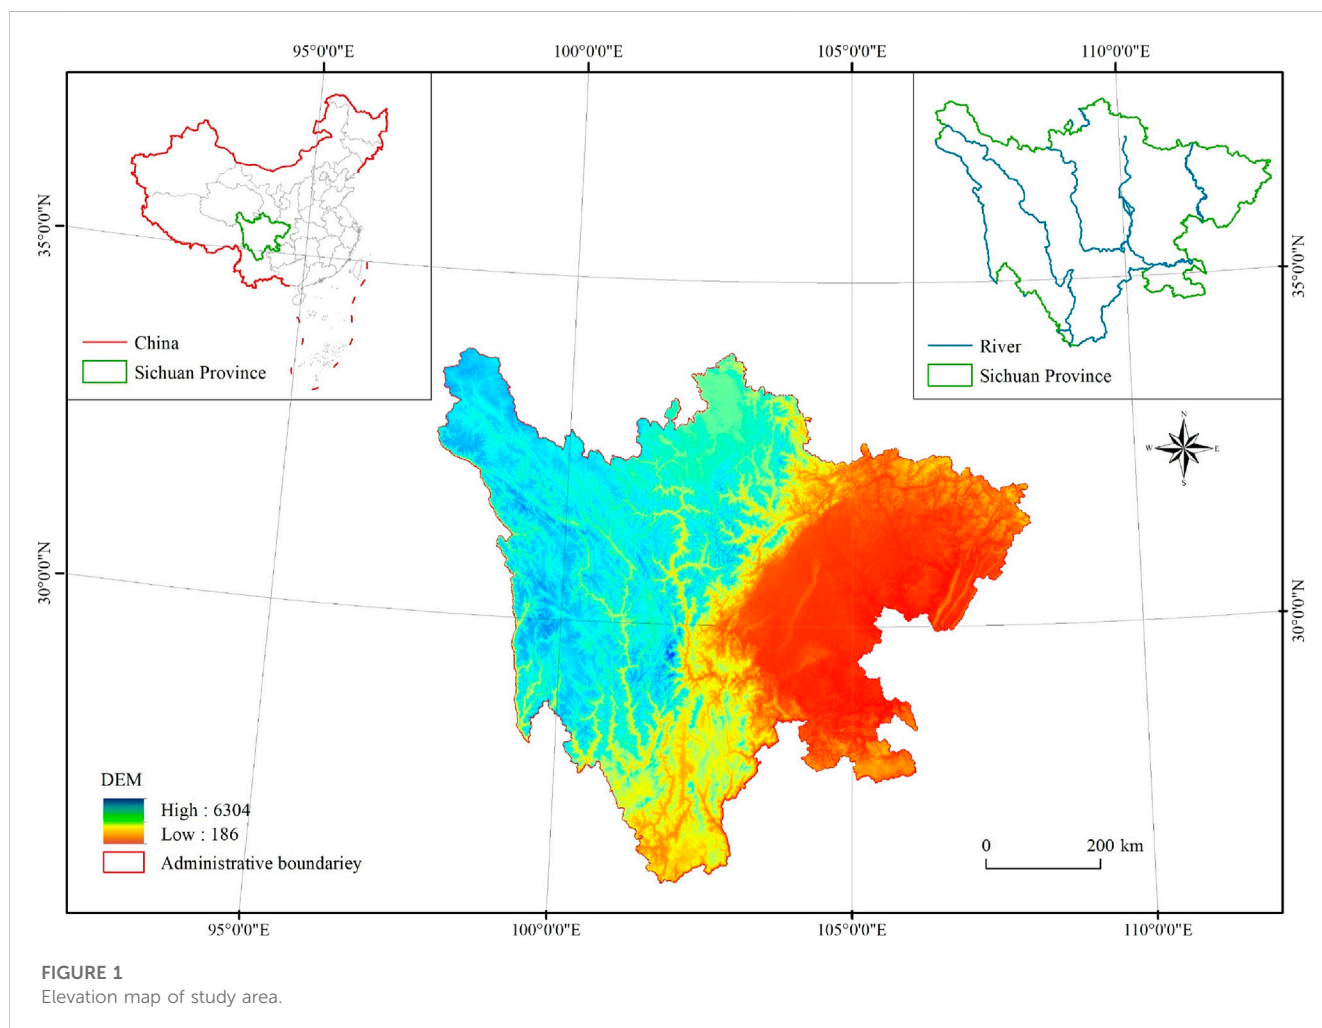 95°0'0"E
100°0'0"E
105°0'0"E
110°0'0"E
35°0'0"N
35°0'0"N
China
Sichuan Province
River
Sichuan Province
N
W
E
S
30°0'0"N
30°0'0"N
DEM
High : 6304
Low : 186
Administrative boundariey
0
200 km
95°0'0"E
100°0'0"E
105°0'0"E
110°0'0"E
FIGURE 1
Elevation map of study area.